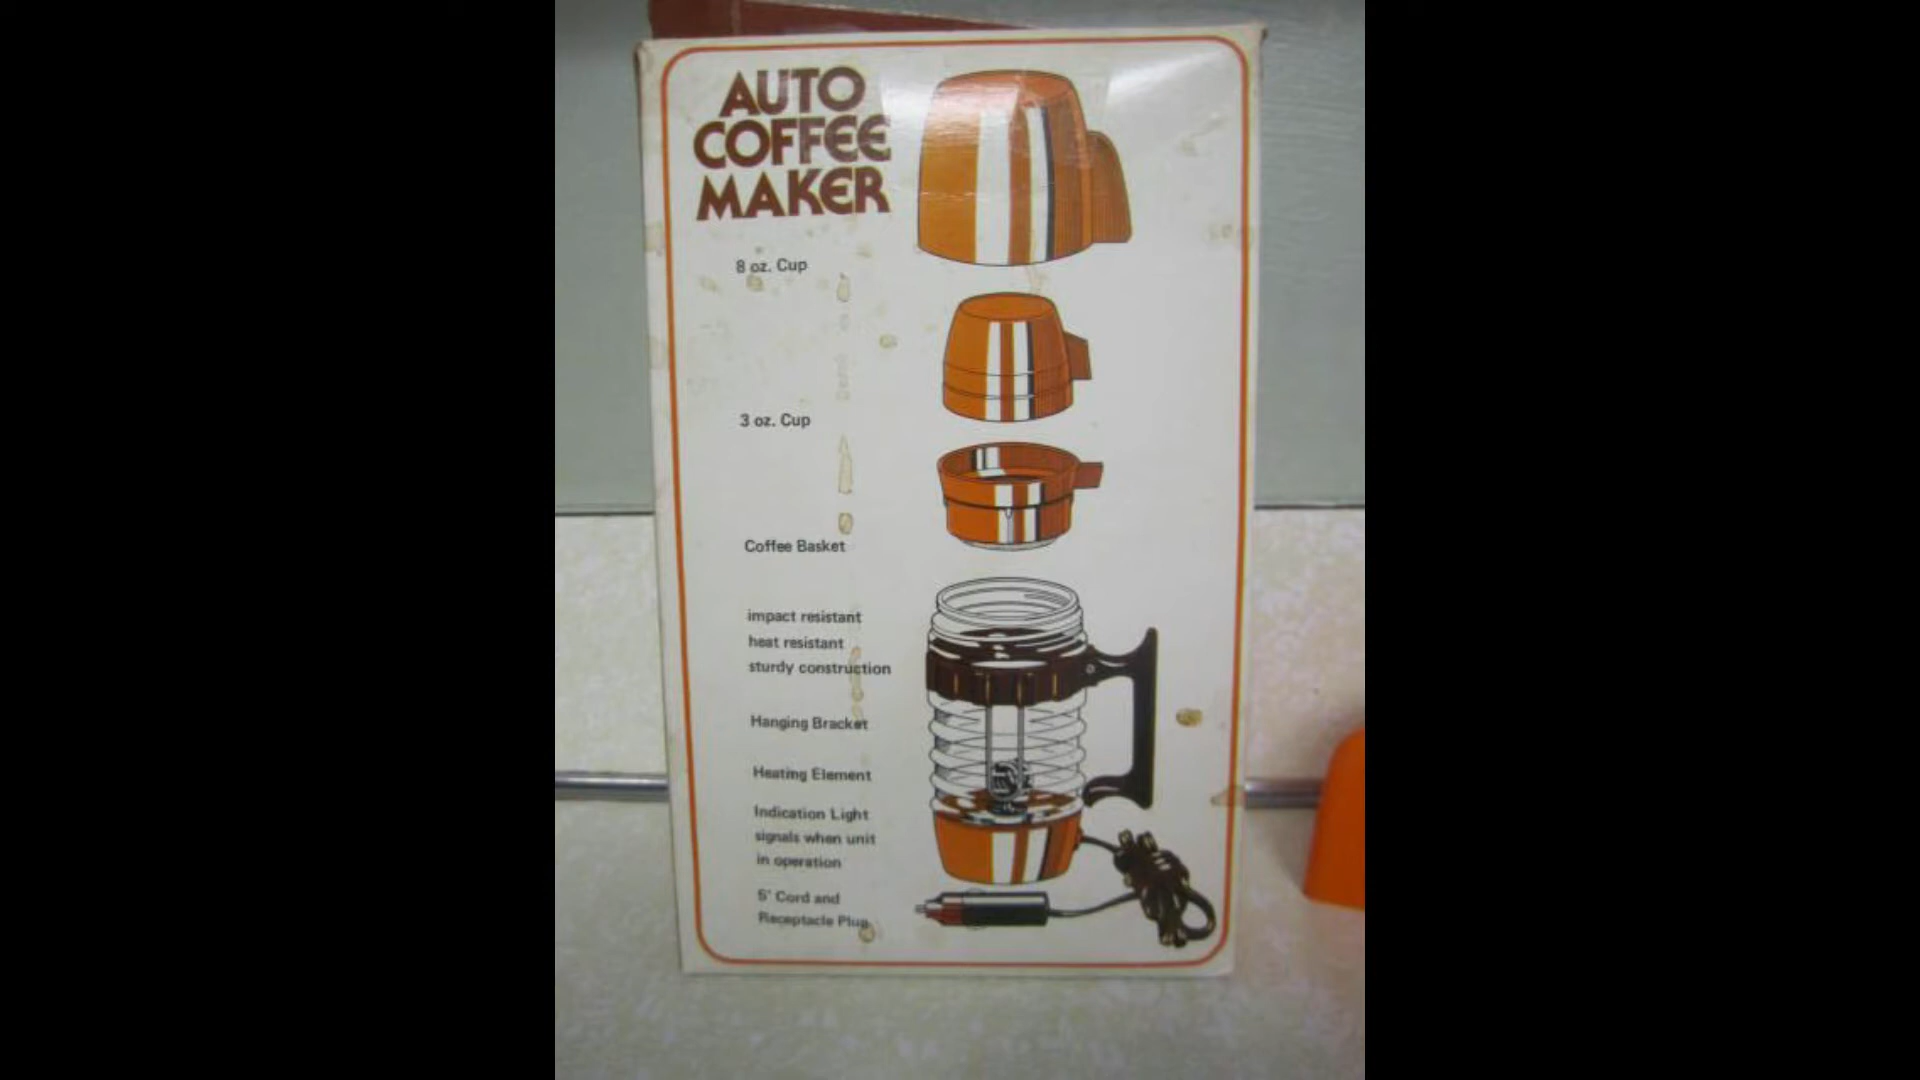 AUTO
COFFEE
MAKER
8 oz. Cup
3 oz. Cup
Coffee Basket
impact resistant
heat resistant
sturdy construction
Hanging Bracket
Heating Element
Indication Light
signals when unit
in operation
5' Cord and
Receptacle Plug